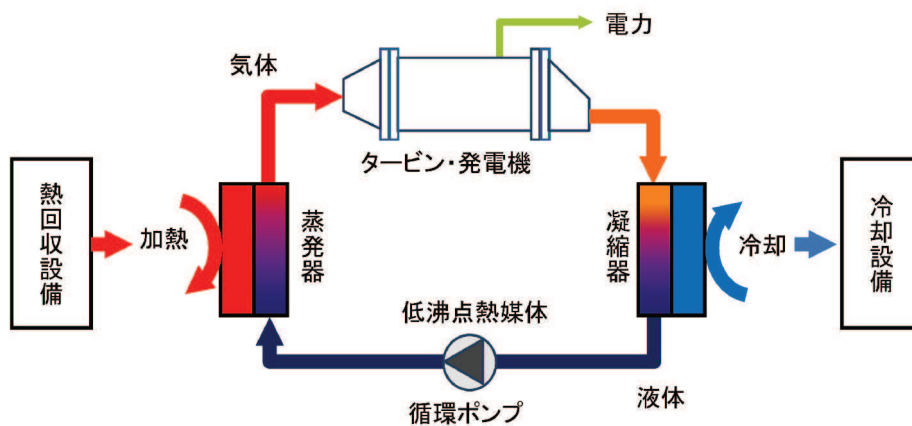 電力
気体
タービン・発電機
熱回収設備
加熱
蒸発器
凝縮器
冷却
冷却設備
低沸点熱媒体
循環ポンプ
液体